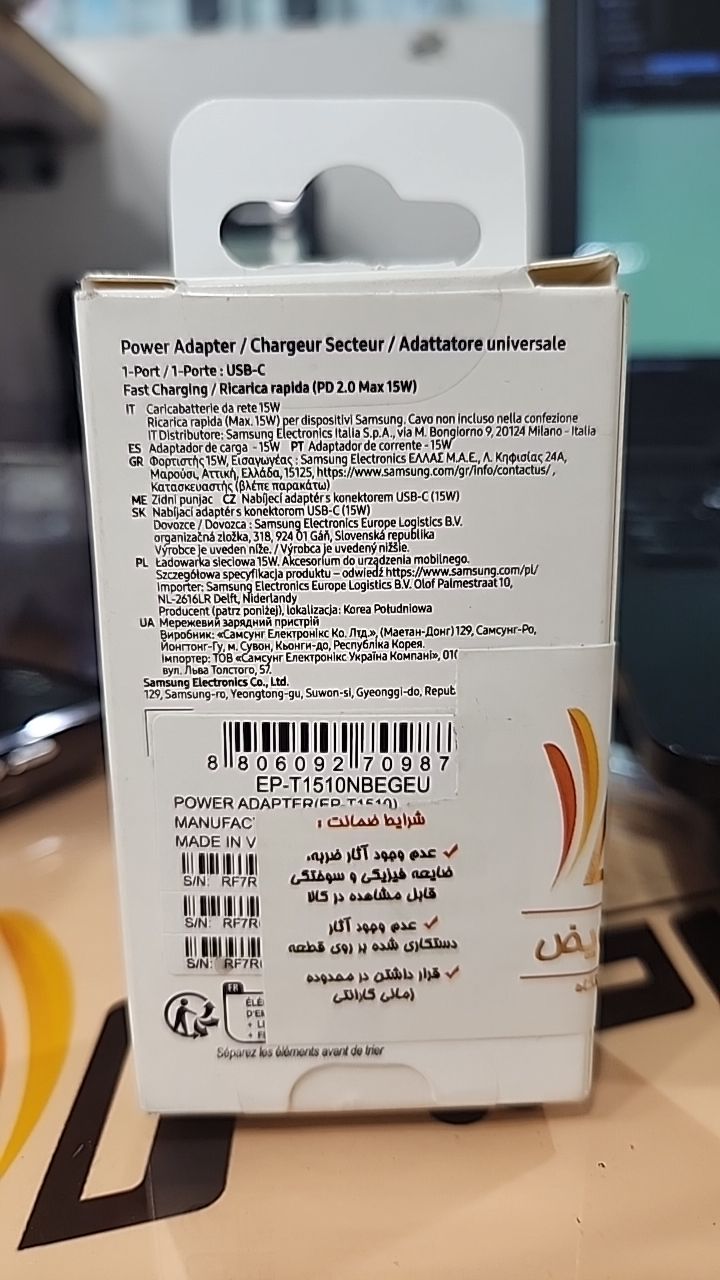 Power Adapter / Chargeur Secteur / Adattatore universale
1-Port / 1-Porte : USB-C
Fast Charging / Ricarica rapida (PD 2.0 Max 15W)
IT Caricabatterie da rete 15W
Ricarica rapida (Max. 15W) per dispositivi Samsung. Cavo non incluso nella confezione
IT Distributore: Samsung Electronics Italia S.p.A., via M. Bongiorno 9, 20124 Milano - Italia
ES Adaptador de carga - 15W PT Adaptador de corrente - 15W
GR Φορτιστής 15W, Εισαγωγέας : Samsung Electronics ΕΛΛΑΣ Μ.Α.Ε., Λ. Κηφισίας 24Α,
Μαρούσι, Αττική, Ελλάδα, 15125, https://www.samsung.com/gr/info/contactus/ ,
Κατασκευαστής (βλέπε παρακάτω)
ME Zidni punjac CZ Nabíjecí adaptér s konektorem USB-C (15W)
SK Nabíjací adaptér s konektorom USB-C (15W)
Dovozce / Dovozca : Samsung Electronics Europe Logistics B.V.
organizačná zložka, 318, 924 01 Gáň, Slovenská republika
Výrobce je uveden níže. / Výrobca je uvedený nižšie.
PL Ładowarka sieciowa 15W. Akcesorium do urządzenia mobilnego.
Szczegółowa specyfikacja produktu – odwiedź https://www.samsung.com/pl/
Importer: Samsung Electronics Europe Logistics B.V. Olof Palmestraat 10,
NL-2616LR Delft, Niderlandy
Producent (patrz poniżej), lokalizacja: Korea Południowa
UA Мережевий зарядний пристрій
Виробник: «Самсунг Електронікс Ко. Лтд.», (Маетан-Донг) 129, Самсунг-Ро,
Йонгтонг-Гу, м. Сувон, Кьонги-до, Республіка Корея.
Імпортер: ТОВ «Самсунг Електронікс Україна Компані», 010
вул. Льва Толстого, 57.
Samsung Electronics Co., Ltd.
129, Samsung-ro, Yeongtong-gu, Suwon-si, Gyeonggi-do, Repub
8 806092 70987
EP-T1510NBEGEU
POWER ADAPTER(EP-T1510)
MANUFAC
MADE IN V
S/N: RF7R
S/N: RF7R
S/N: RF7R
شرایط ضمانت :
عدم وجود آثار ضربه،
ضایعه فیزیکی و سوختگی
قابل مشاهده در کالا
عدم وجود آثار
دستکاری شده بر روی قطعه
قرار داشتن در محدوده
زمانی گارانتی
FR
ÉLÉ
D'EM
+ LI
Séparez les éléments avant de trier